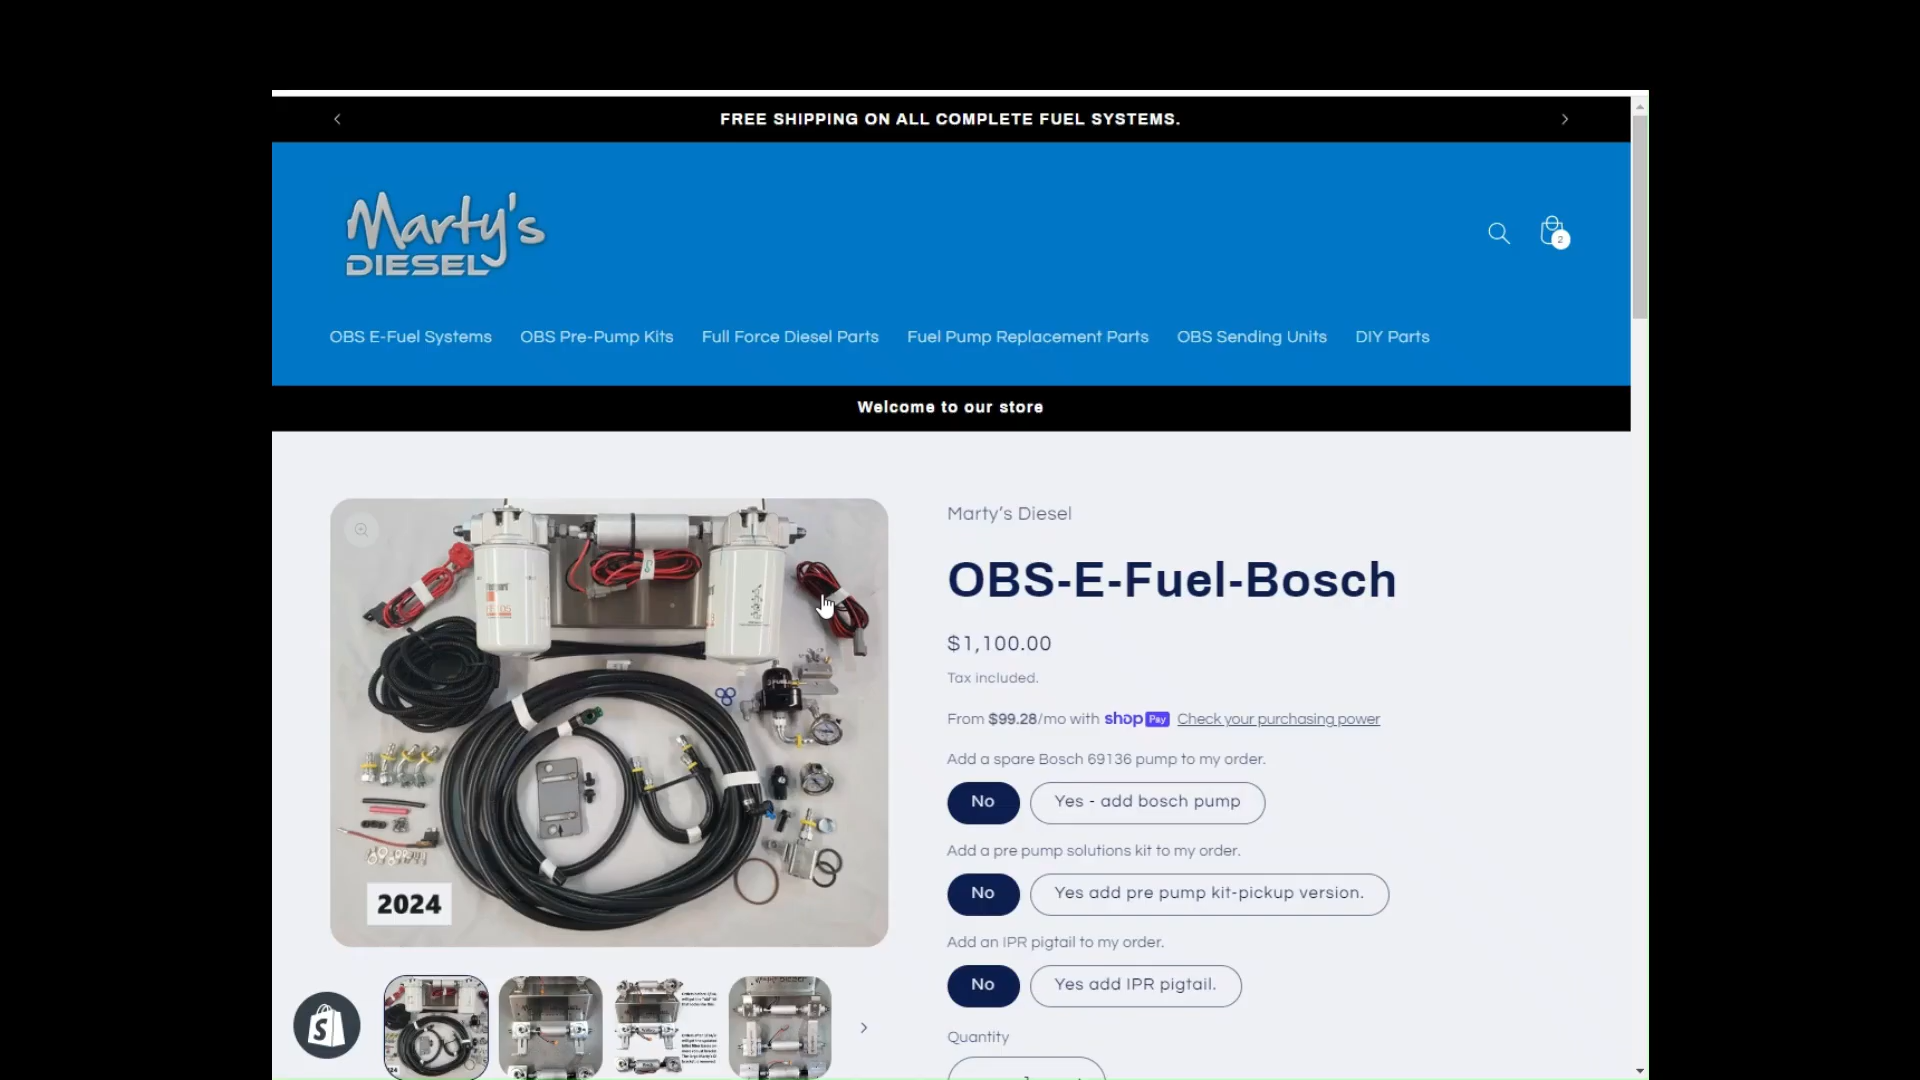 FREE SHIPPING ON ALL COMPLETE FUEL SYSTEMS.
Marty's
DIESEL
2
OBS E-Fuel Systems
OBS Pre-Pump Kits
Full Force Diesel Parts
Fuel Pump Replacement Parts
OBS Sending Units
DIY Parts
Welcome to our store
Marty's Diesel
OBS-E-Fuel-Bosch
$1,100.00
Tax included.
From $99.28/mo with shop Pay Check your purchasing power
Add a spare Bosch 69136 pump to my order.
No
Yes - add bosch pump
Add a pre pump solutions kit to my order.
No
Yes add pre pump kit-pickup version.
Add an IPR pigtail to my order.
No
Yes add IPR pigtail.
Quantity
2024